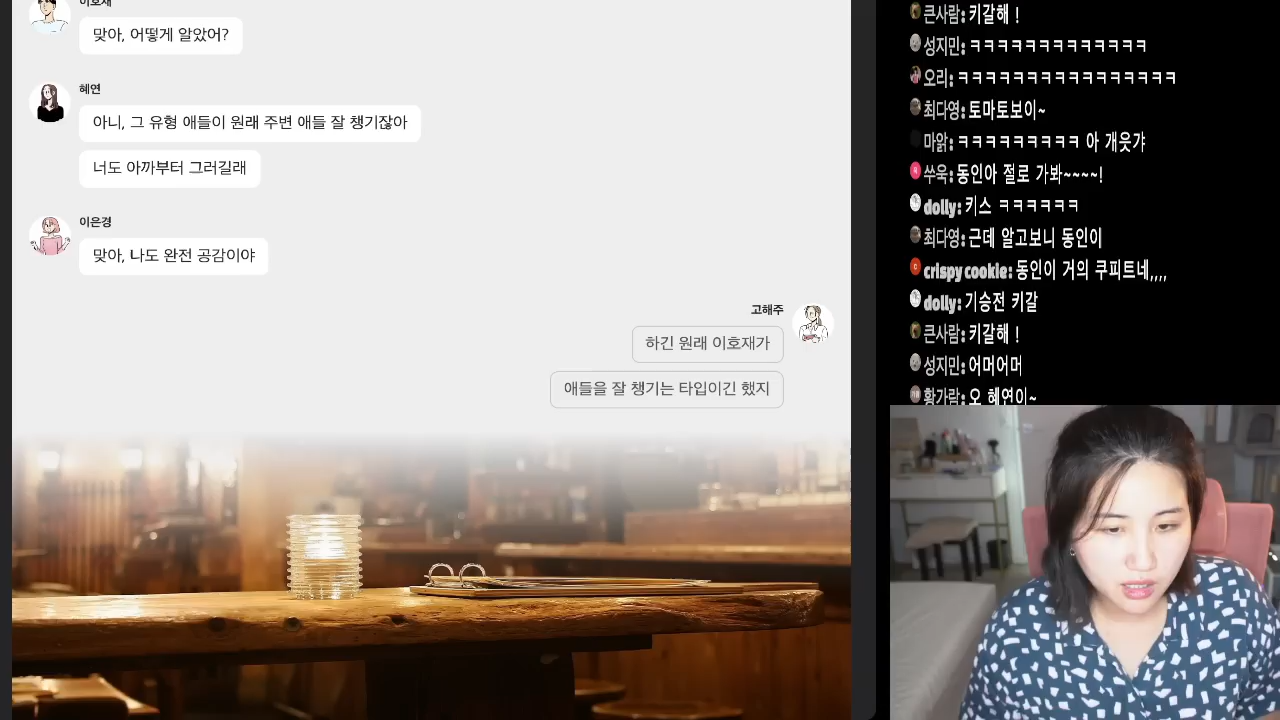 이호재
맞아, 어떻게 알았어?
혜연
아니, 그 유형 애들이 원래 주변 애들 잘 챙기잖아
너도 아까부터 그러길래
이은경
맞아, 나도 완전 공감이야
고해주
하긴 원래 이호재가
애들을 잘 챙기는 타입이긴 했지
큰사람: 키갈해 !
성지민: ㅋㅋㅋㅋㅋㅋㅋㅋㅋㅋㅋㅋㅋ
오리: ㅋㅋㅋㅋㅋㅋㅋㅋㅋㅋㅋㅋㅋㅋㅋㅋ
최다영: 토마토보이~
마앍: ㅋㅋㅋㅋㅋㅋㅋㅋㅋ 아 개웃갸
쑤욱: 동인아 절로 가봐~~~~!
dolly: 키스 ㅋㅋㅋㅋㅋㅋ
최다영: 근데 알고보니 동인이
crispy cookie: 동인이 거의 쿠피트네,,,,
dolly: 기승전 키갈
큰사람: 키갈해 !
성지민: 어머어머
황가람: 오 혜연이~